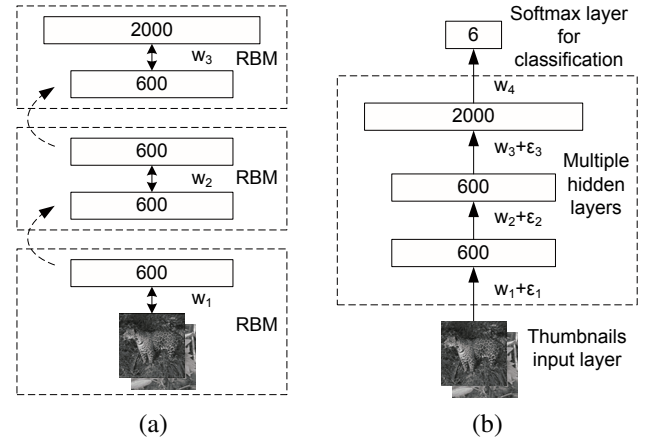 2000
w₃
RBM
600
600
w₂
RBM
600
600
w₁
RBM
(a)
Softmax layer
for
classification
6
w₄
2000
w₃+ε₃
Multiple
hidden
layers
600
w₂+ε₂
600
w₁+ε₁
Thumbnails
input layer
(b)